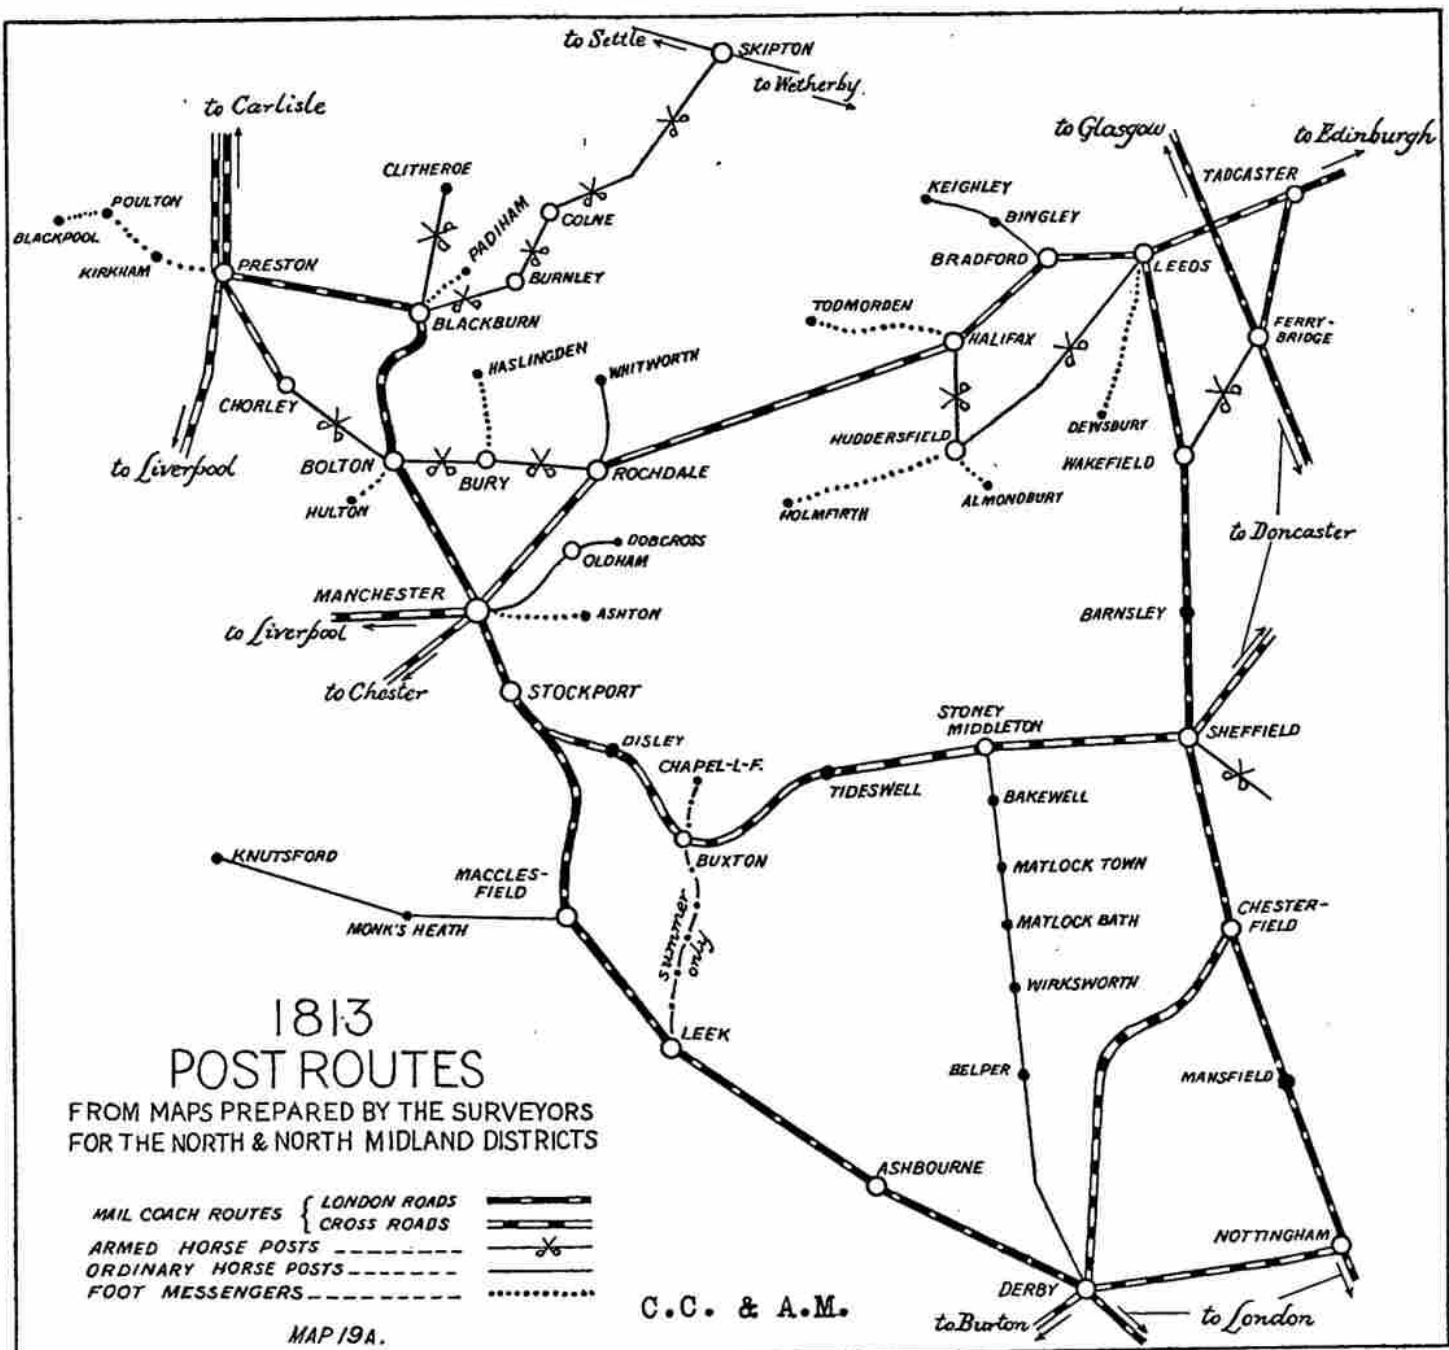 to Settle
SKIPTON
to Wetherby
to Carlisle
to Glasgow
to Edinburgh
CLITHEROE
TADCASTER
POULTON
BLACKPOOL
KIRKHAM
PRESTON
PADIHAM
COLNE
BURNLEY
KEIGHLEY
BINGLEY
BRADFORD
LEEDS
BLACKBURN
TODMORDEN
HALIFAX
FERRY-
BRIDGE
HASLINGDEN
WHITWORTH
CHORLEY
DEWSBURY
HUDDERSFIELD
WAKEFIELD
to Liverpool
BOLTON
BURY
ROCHDALE
HULTON
HOLMFIRTH
ALMONDBURY
to Doncaster
DOBCROSS
OLDHAM
MANCHESTER
ASHTON
BARNSLEY
to Liverpool
to Chester
STOCKPORT
STONEY
MIDDLETON
SHEFFIELD
DISLEY
CHAPEL-L-F.
TIDESWELL
BAKEWELL
KNUTSFORD
BUXTON
MATLOCK TOWN
MACCLES-
FIELD
MONK'S HEATH
summer
only
MATLOCK BATH
CHESTER-
FIELD
WIRKSWORTH
LEEK
BELPER
MANSFIELD
1813
POST ROUTES
FROM MAPS PREPARED BY THE SURVEYORS
FOR THE NORTH & NORTH MIDLAND DISTRICTS
ASHBOURNE
MAIL COACH ROUTES { LONDON ROADS
CROSS ROADS
ARMED HORSE POSTS
ORDINARY HORSE POSTS
FOOT MESSENGERS
NOTTINGHAM
DERBY
to Burton
to London
C.C. & A.M.
MAP 19A.